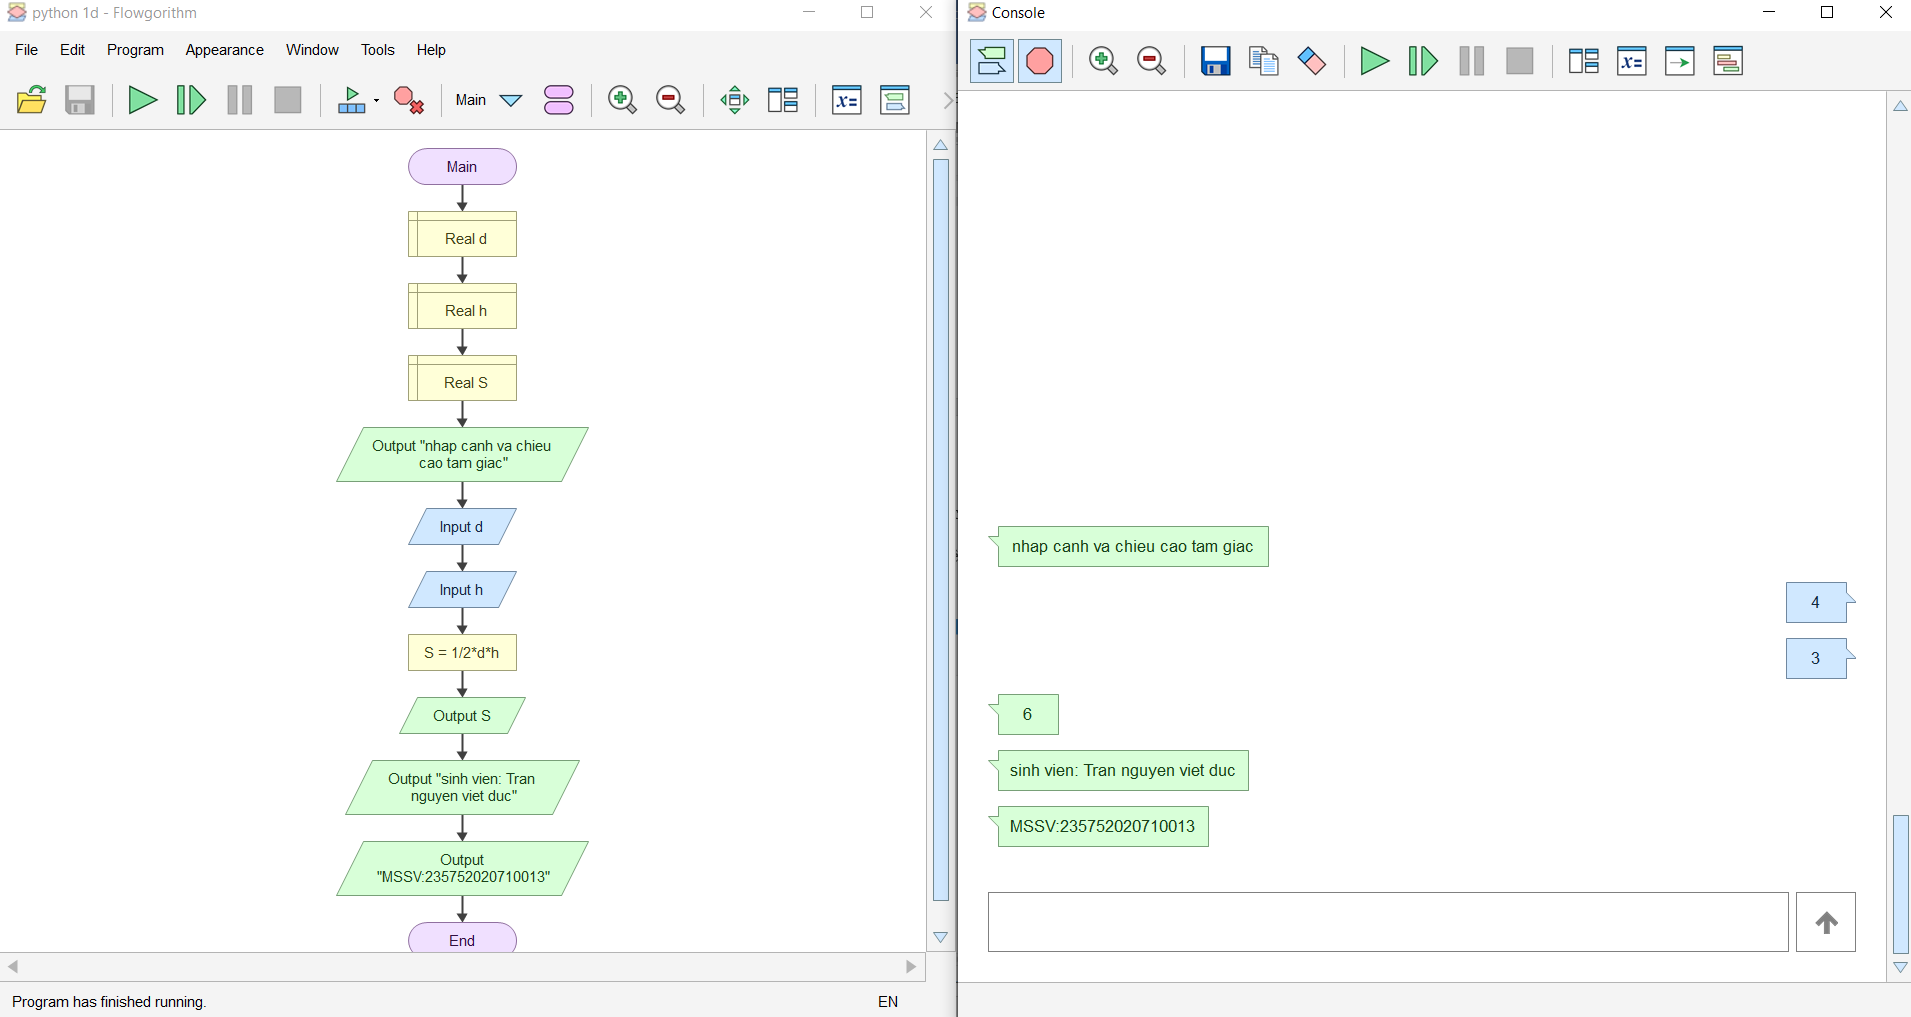 python 1d - Flowgorithm
File Edit Program Appearance Window Tools Help
Main
x=
Main
Real d
Real h
Real S
Output "nhap canh va chieu
cao tam giac"
Input d
Input h
S = 1/2*d*h
Output S
Output "sinh vien: Tran
nguyen viet duc"
Output
"MSSV:235752020710013"
End
Program has finished running.
EN
Console
x=
nhap canh va chieu cao tam giac
4
3
6
sinh vien: Tran nguyen viet duc
MSSV:235752020710013